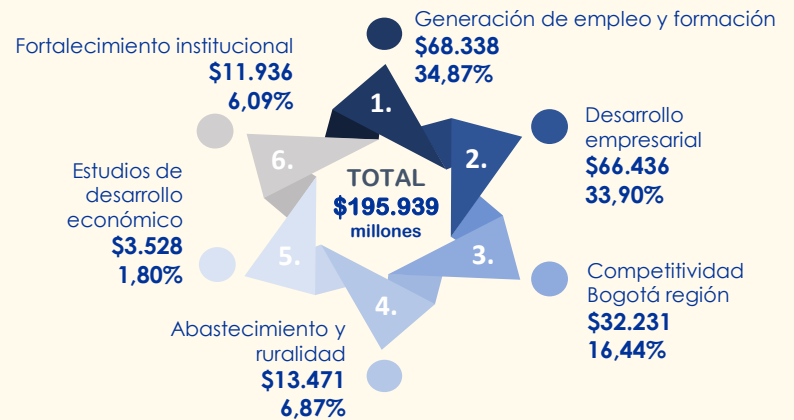 Generación de empleo y formación
$68.338
34,87%
1.
Desarrollo
empresarial
$66.436
33,90%
2.
Competitividad
Bogotá región
$32.231
16,44%
3.
Abastecimiento y
ruralidad
$13.471
6,87%
4.
Estudios de
desarrollo
económico
$3.528
1,80%
5.
Fortalecimiento institucional
$11.936
6,09%
6.
TOTAL
$195.939
millones